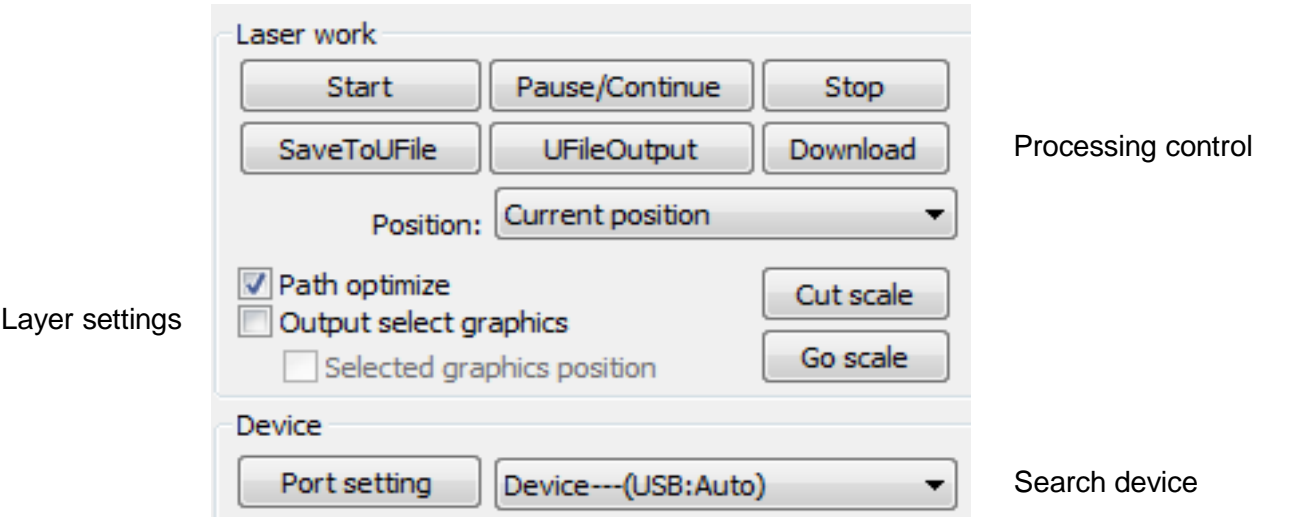 Laser work
Start Pause/Continue Stop
SaveToUFile UFileOutput Download
Processing control
Position: Current position
Path optimize
Cut scale
Layer settings
Output select graphics
Selected graphics position
Go scale
Device
Port setting Device---(USB:Auto)
Search device